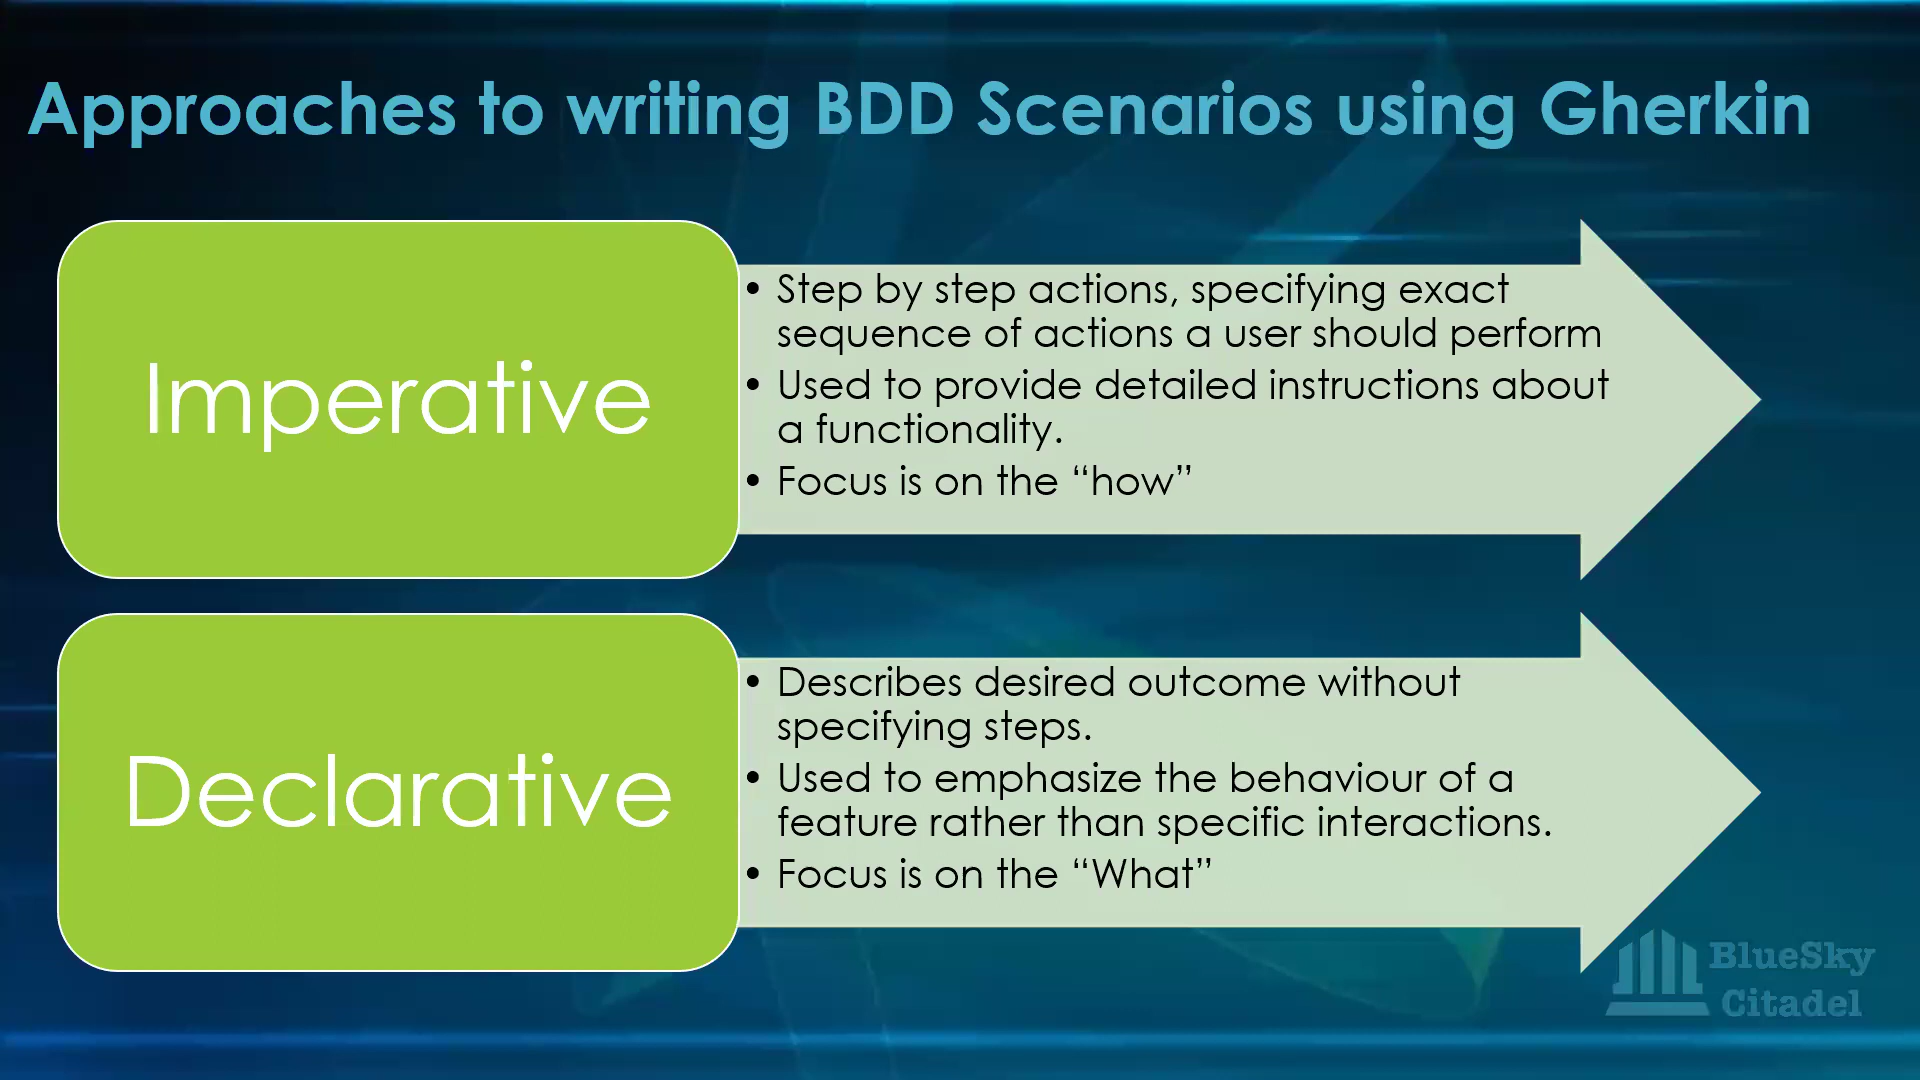 Approaches to writing BDD Scenarios using Gherkin
Imperative
• Step by step actions, specifying exact
sequence of actions a user should perform
• Used to provide detailed instructions about
a functionality.
• Focus is on the “how”
Declarative
• Describes desired outcome without
specifying steps.
• Used to emphasize the behaviour of a
feature rather than specific interactions.
• Focus is on the “What”
BlueSky
Citadel